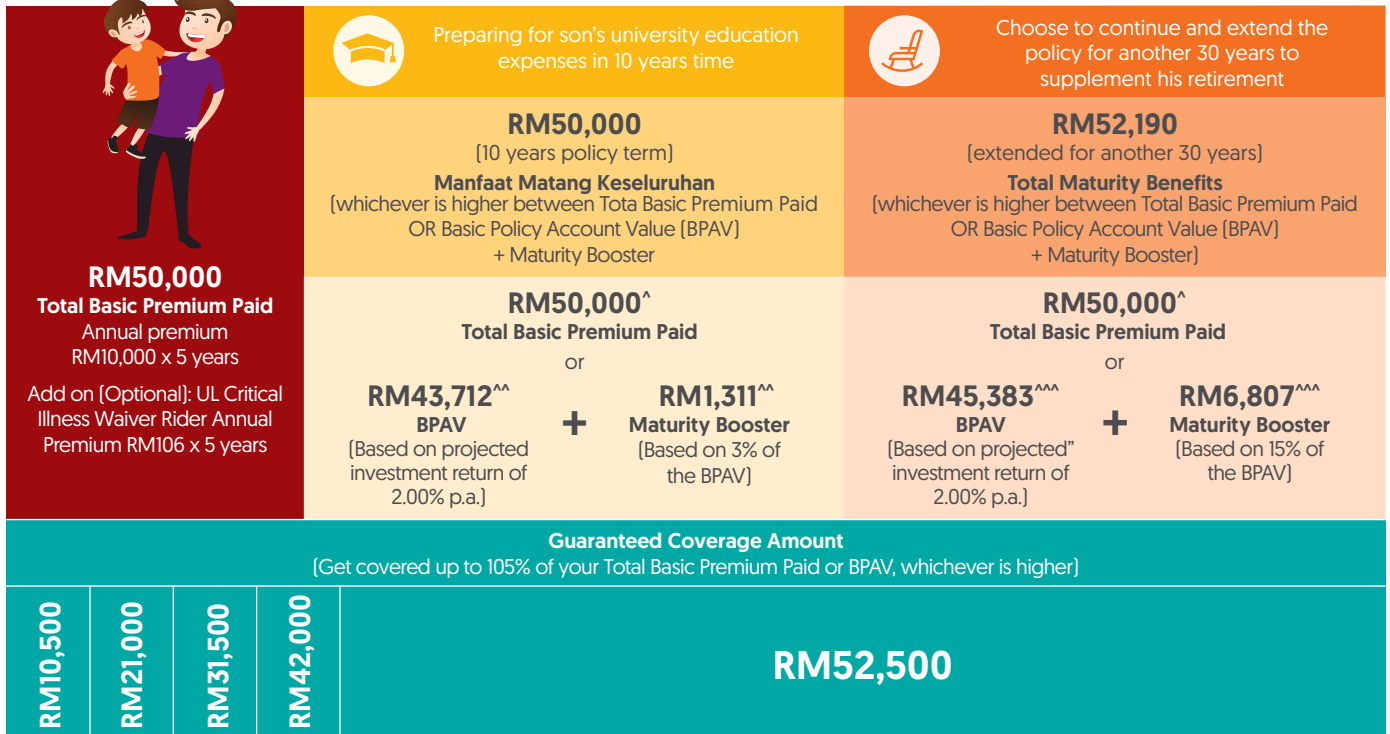 RM50,000
Total Basic Premium Paid
Annual premium
RM10,000 x 5 years
Add on (Optional): UL Critical
Illness Waiver Rider Annual
Premium RM106 x 5 years
Preparing for son's university education
expenses in 10 years time
RM50,000
(10 years policy term)
Manfaat Matang Keseluruhan
(whichever is higher between Tota Basic Premium Paid
OR Basic Policy Account Value (BPAV)
+ Maturity Booster
RM50,000^
Total Basic Premium Paid
or
RM43,712^^
BPAV
(Based on projected
investment return of
2.00% p.a.)
+
RM1,311^^
Maturity Booster
(Based on 3% of
the BPAV)
Choose to continue and extend the
policy for another 30 years to
supplement his retirement
RM52,190
(extended for another 30 years)
Total Maturity Benefits
(whichever is higher between Total Basic Premium Paid
OR Basic Policy Account Value (BPAV)
+ Maturity Booster)
RM50,000^
Total Basic Premium Paid
or
RM45,383^^^
BPAV
(Based on projected”
investment return of
2.00% p.a.)
+
RM6,807^^^
Maturity Booster
(Based on 15% of
the BPAV)
Guaranteed Coverage Amount
(Get covered up to 105% of your Total Basic Premium Paid or BPAV, whichever is higher)
RM10,500
RM21,000
RM31,500
RM42,000
RM52,500